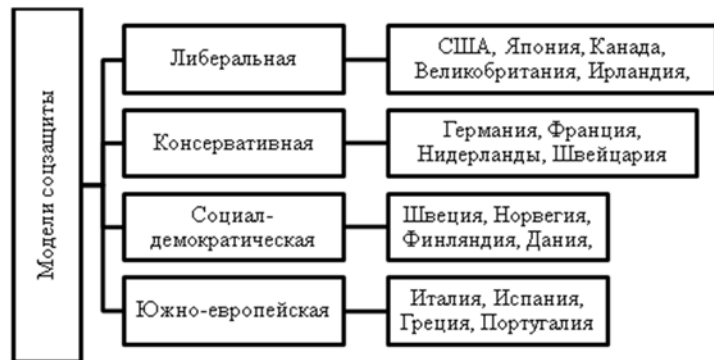 Модели соцзащиты
Либеральная
США, Япония, Канада,
Великобритания, Ирландия,
Консервативная
Германия, Франция,
Нидерланды, Швейцария
Социал-
демократическая
Швеция, Норвегия,
Финляндия, Дания,
Южно-европейская
Италия, Испания,
Греция, Португалия